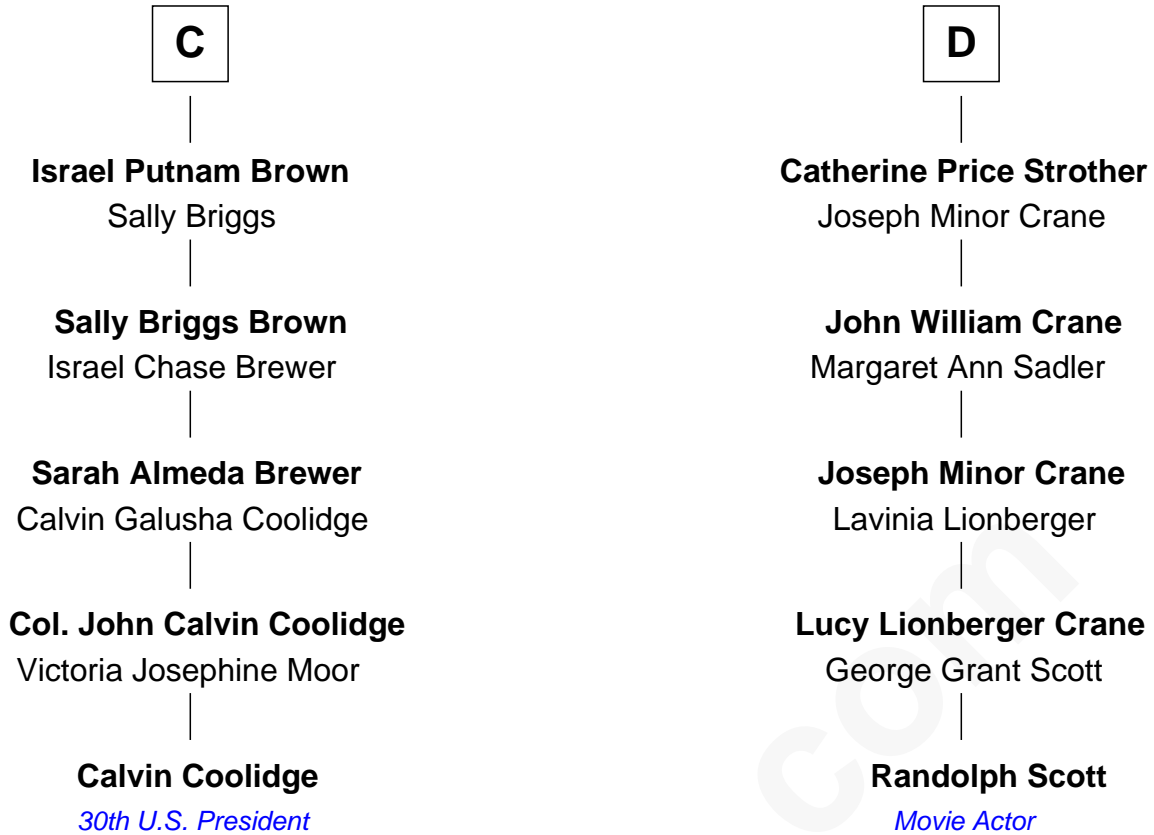 C
Israel Putnam Brown
Sally Briggs
Sally Briggs Brown
Israel Chase Brewer
Sarah Almeda Brewer
Calvin Galusha Coolidge
Col. John Calvin Coolidge
Victoria Josephine Moor
Calvin Coolidge
30th U.S. President
D
Catherine Price Strother
Joseph Minor Crane
John William Crane
Margaret Ann Sadler
Joseph Minor Crane
Lavinia Lionberger
Lucy Lionberger Crane
George Grant Scott
Randolph Scott
Movie Actor
com